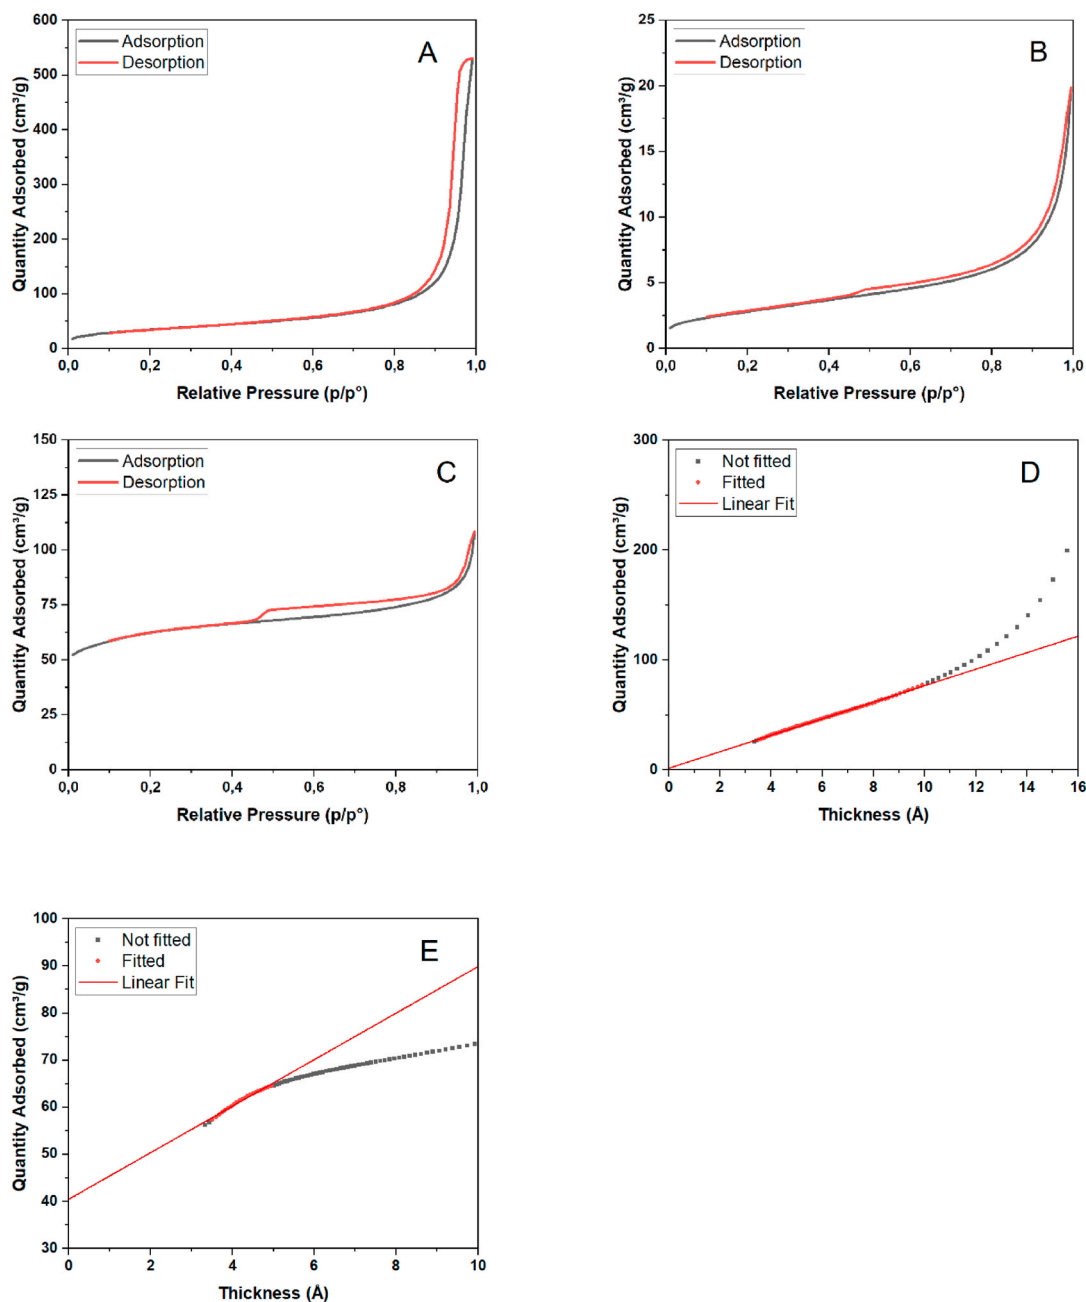 A
Adsorption
Desorption
Quantity Adsorbed (cm³/g)
600
500
400
300
200
100
0
0,0 0,2 0,4 0,6 0,8 1,0
Relative Pressure (p/p°)
B
Adsorption
Desorption
Quantity Adsorbed (cm³/g)
25
20
15
10
5
0
0,0 0,2 0,4 0,6 0,8 1,0
Relative Pressure (p/p°)
C
Adsorption
Desorption
Quantity Adsorbed (cm³/g)
150
125
100
75
50
25
0
0,0 0,2 0,4 0,6 0,8 1,0
Relative Pressure (p/p°)
D
Not fitted
Fitted
Linear Fit
Quantity Adsorbed (cm³/g)
300
200
100
0
0 2 4 6 8 10 12 14 16
Thickness (Å)
E
Not fitted
Fitted
Linear Fit
Quantity Adsorbed (cm³/g)
100
90
80
70
60
50
40
30
0 2 4 6 8 10
Thickness (Å)